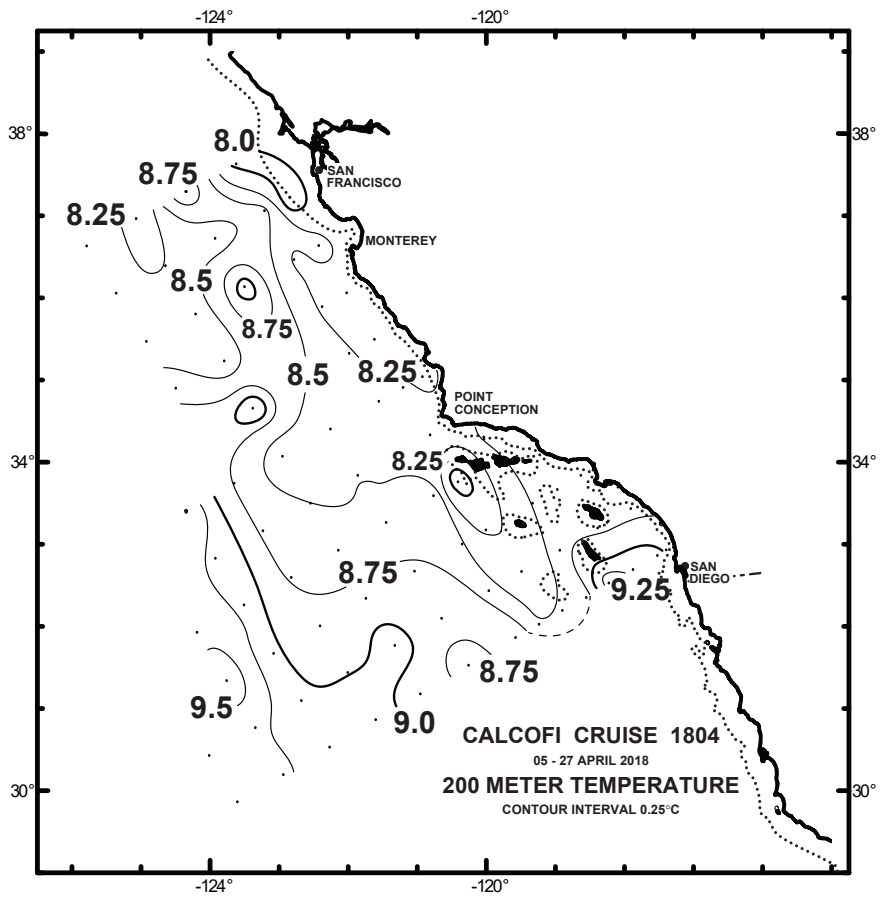 -124°
-120°
38°
38°
8.0
SAN
FRANCISCO
8.75
8.25
MONTEREY
8.5
8.75
8.5
8.25
POINT
CONCEPTION
34°
8.25
34°
8.75
SAN
DIEGO
9.25
8.75
9.5
9.0
CALCOFI CRUISE 1804
05 - 27 APRIL 2018
200 METER TEMPERATURE
CONTOUR INTERVAL 0.25°C
30°
30°
-124°
-120°